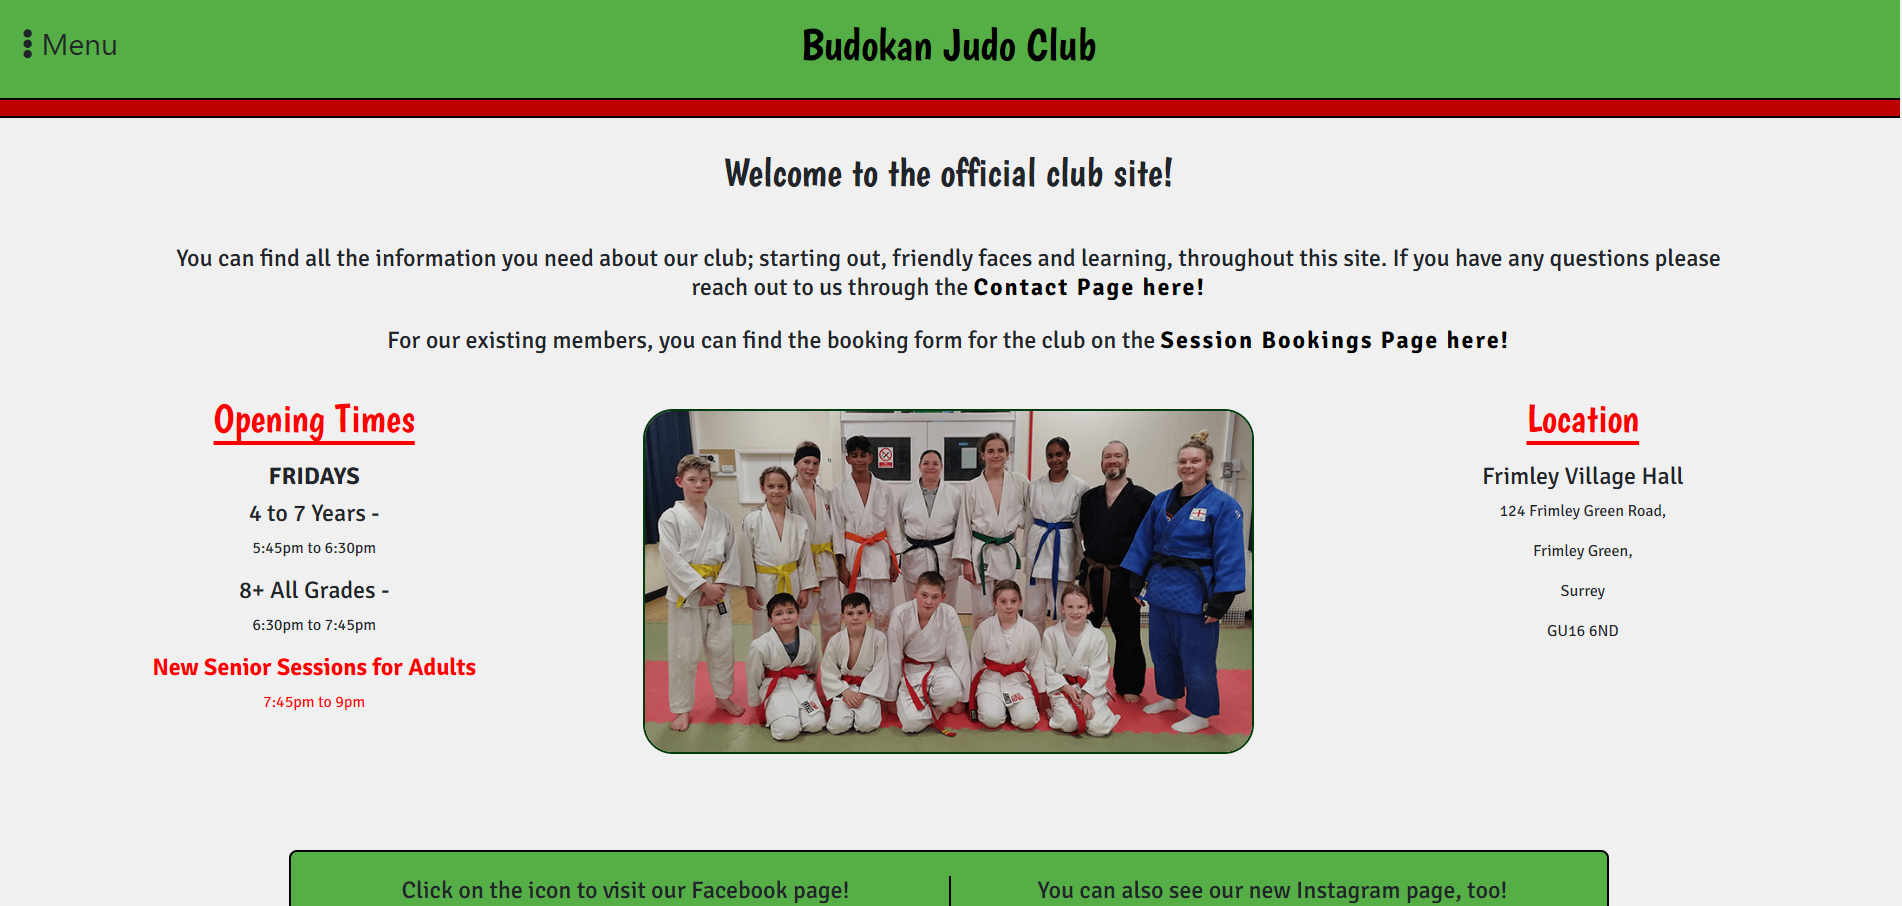 Menu
Budokan Judo Club
Welcome to the official club site!
You can find all the information you need about our club; starting out, friendly faces and learning, throughout this site. If you have any questions please
reach out to us through the Contact Page here!
For our existing members, you can find the booking form for the club on the Session Bookings Page here!
Opening Times
FRIDAYS
4 to 7 Years -
5:45pm to 6:30pm
8+ All Grades -
6:30pm to 7:45pm
New Senior Sessions for Adults
7:45pm to 9pm
Location
Frimley Village Hall
124 Frimley Green Road,
Frimley Green,
Surrey
GU16 6ND
Click on the icon to visit our Facebook page!
You can also see our new Instagram page, too!